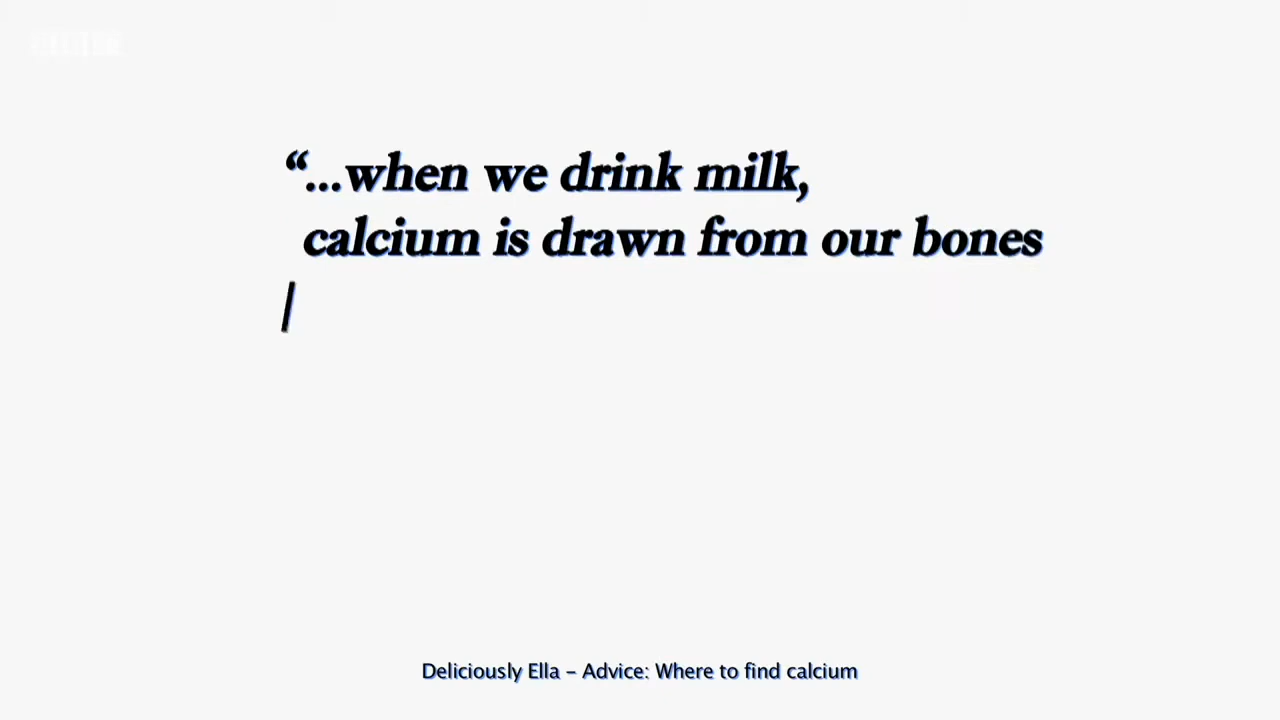 “...when we drink milk,
calcium is drawn from our bones
Deliciously Ella – Advice: Where to find calcium